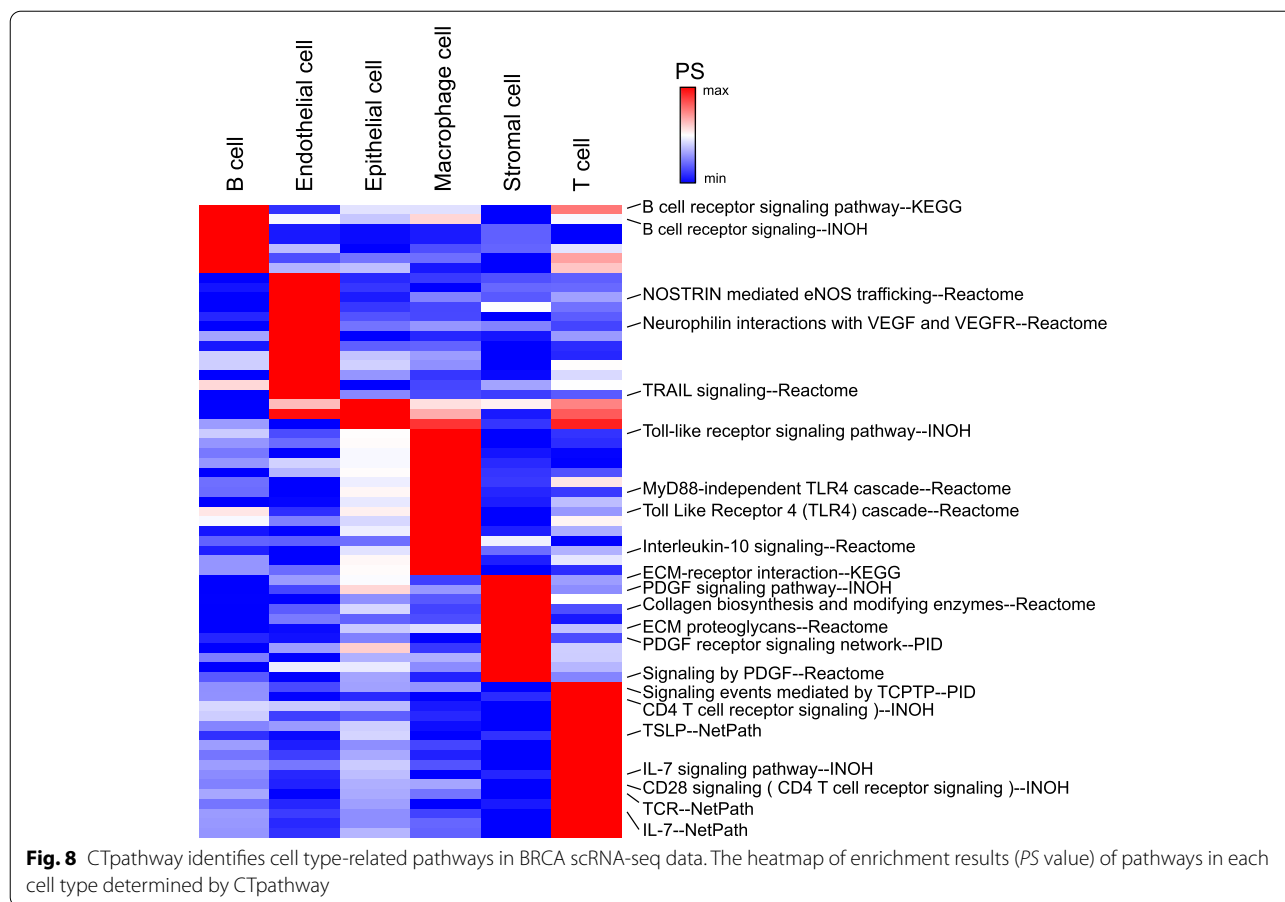 B cell
Endothelial cell
Epithelial cell
Macrophage cell
Stromal cell
T cell
PS
max
min
B cell receptor signaling pathway--KEGG
B cell receptor signaling--INOH
NOSTRIN mediated eNOS trafficking--Reactome
Neurophilin interactions with VEGF and VEGFR--Reactome
TRAIL signaling--Reactome
Toll-like receptor signaling pathway--INOH
MyD88-independent TLR4 cascade--Reactome
Toll Like Receptor 4 (TLR4) cascade--Reactome
Interleukin-10 signaling--Reactome
ECM-receptor interaction--KEGG
PDGF signaling pathway--INOH
Collagen biosynthesis and modifying enzymes--Reactome
ECM proteoglycans--Reactome
PDGF receptor signaling network--PID
Signaling by PDGF--Reactome
Signaling events mediated by TCPTP--PID
CD4 T cell receptor signaling )--INOH
TSLP--NetPath
IL-7 signaling pathway--INOH
CD28 signaling ( CD4 T cell receptor signaling )--INOH
TCR--NetPath
IL-7--NetPath
Fig. 8 CTpathway identifies cell type-related pathways in BRCA scRNA-seq data. The heatmap of enrichment results (PS value) of pathways in each
cell type determined by CTpathway